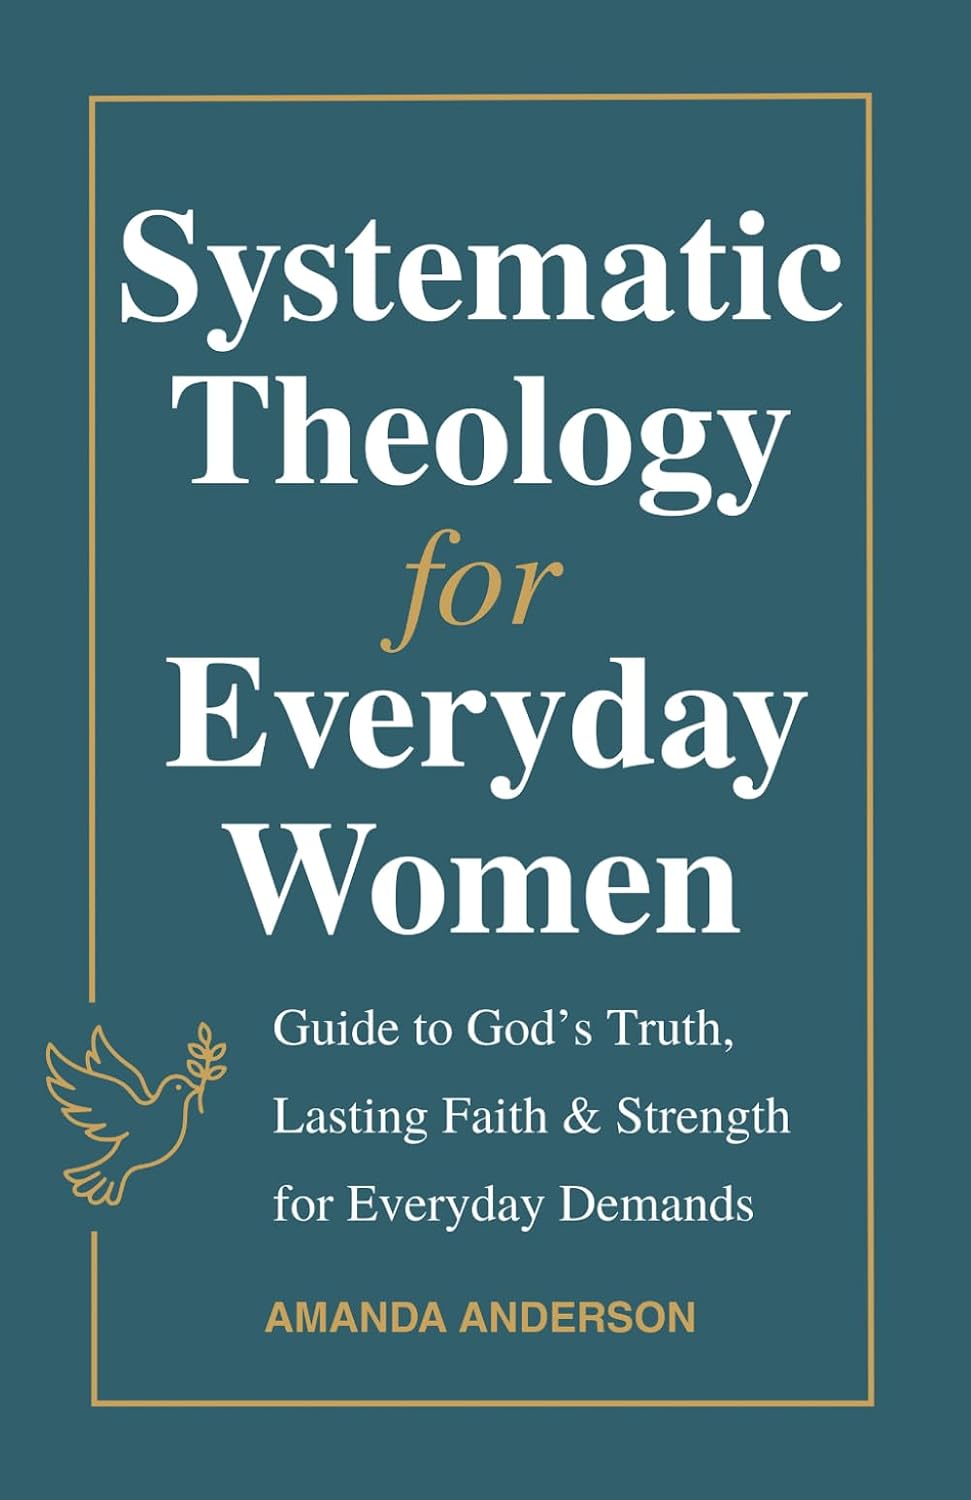 Systematic
Theology
for
Everyday
Women
Guide to God's Truth,
Lasting Faith & Strength
for Everyday Demands
AMANDA ANDERSON